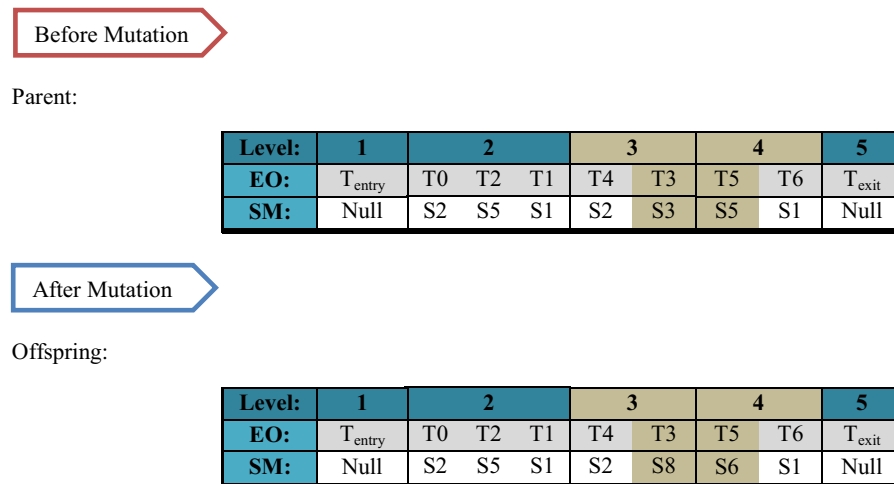 Before Mutation
Parent:
Level: 1 2 3 4 5
EO: Tentry T0 T2 T1 T4 T3 T5 T6 Texit
SM: Null S2 S5 S1 S2 S3 S5 S1 Null
After Mutation
Offspring:
Level: 1 2 3 4 5
EO: Tentry T0 T2 T1 T4 T3 T5 T6 Texit
SM: Null S2 S5 S1 S2 S8 S6 S1 Null